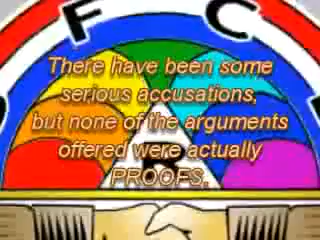 F C
There have been some
serious accusations,
but none of the arguments
offered were actually
PROOFS.